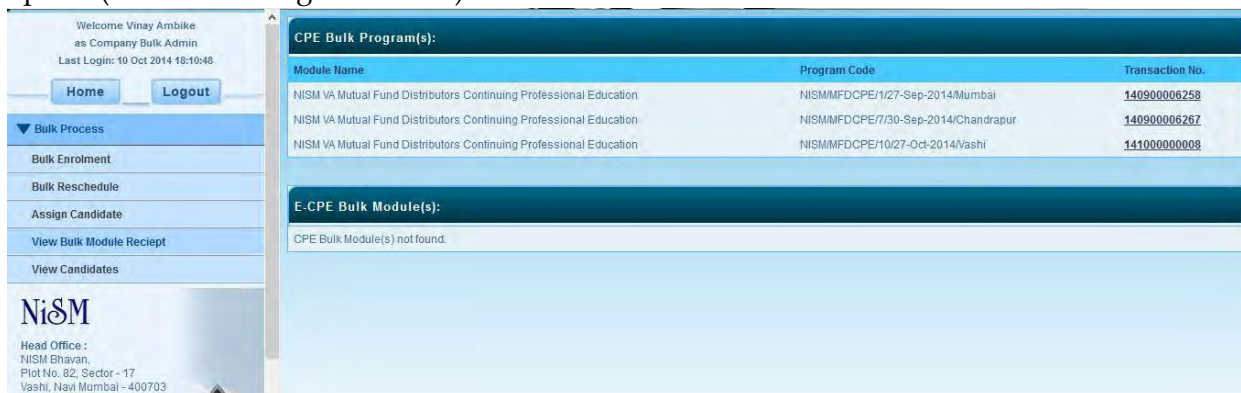 Welcome Vinay Ambike
as Company Bulk Admin
Last Login: 10 Oct 2014 18:10:48
Home Logout
Bulk Process
Bulk Enrolment
Bulk Reschedule
Assign Candidate
View Bulk Module Reciept
View Candidates
NiSM
Head Office :
NISM Bhavan,
Plot No. 82, Sector - 17
Vashi, Navi Mumbai - 400703
CPE Bulk Program(s):
Module Name Program Code Transaction No.
NISM VA Mutual Fund Distributors Continuing Professional Education NISM/MFDCPE/1/27-Sep-2014/Mumbai 140900006258
NISM VA Mutual Fund Distributors Continuing Professional Education NISM/MFDCPE/7/30-Sep-2014/Chandrapur 140900006267
NISM VA Mutual Fund Distributors Continuing Professional Education NISM/MFDCPE/10/27-Oct-2014/Vashi 141000000008
E-CPE Bulk Module(s):
CPE Bulk Module(s) not found.